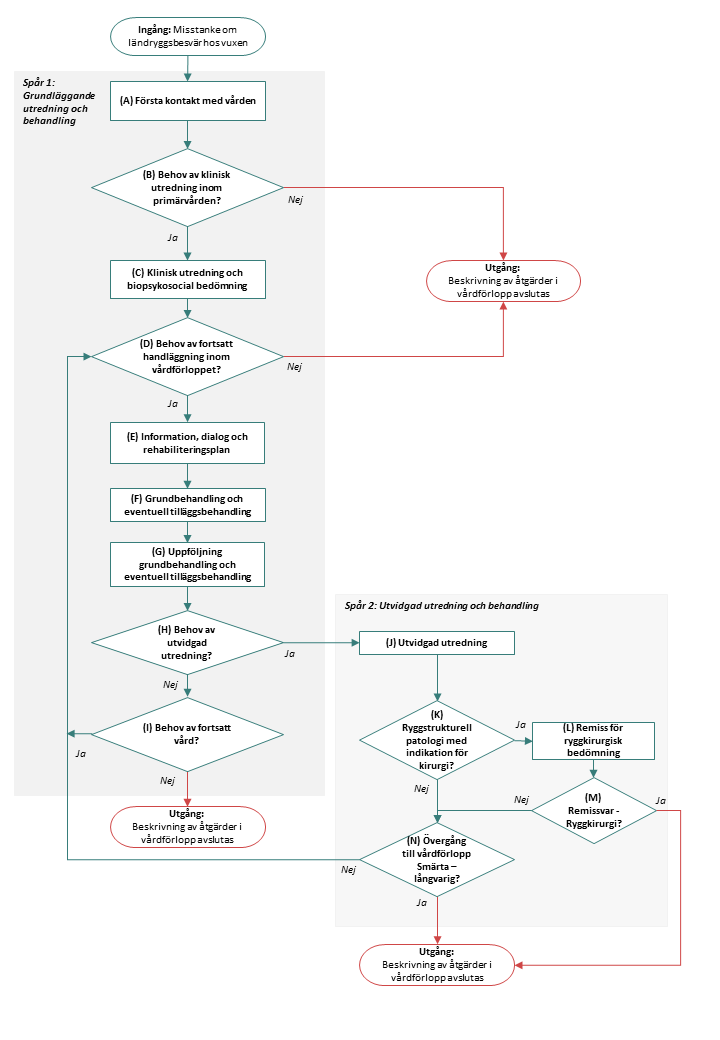 Ingång: Misstanke om
ländryggsbesvär hos vuxen
Spår 1:
Grundläggande
utredning och
behandling
(A) Första kontakt med vården
(B) Behov av klinisk
utredning inom
primärvården?
Nej
Ja
(C) Klinisk utredning och
biopsykosocial bedömning
Utgång:
Beskrivning av åtgärder i
vårdförlopp avslutas
(D) Behov av fortsatt
handläggning inom
vårdförloppet?
Nej
Ja
(E) Information, dialog och
rehabiliteringsplan
(F) Grundbehandling och
eventuell tilläggsbehandling
(G) Uppföljning
grundbehandling och
eventuell tilläggsbehandling
(H) Behov av
utvidgad
utredning?
Ja
Nej
(I) Behov av fortsatt
vård?
Ja
Nej
Utgång:
Beskrivning av åtgärder i
vårdförlopp avslutas
Spår 2: Utvidgad utredning och behandling
(J) Utvidgad utredning
(K)
Ryggstrukturell
patologi med
indikation för
kirurgi?
Ja
Nej
(L) Remiss för
ryggkirurgisk
bedömning
(M)
Remissvar -
Ryggkirurgi?
Nej
Ja
(N) Övergång
till vårdförlopp
Smärta –
långvarig?
Nej
Ja
Utgång:
Beskrivning av åtgärder i
vårdförlopp avslutas